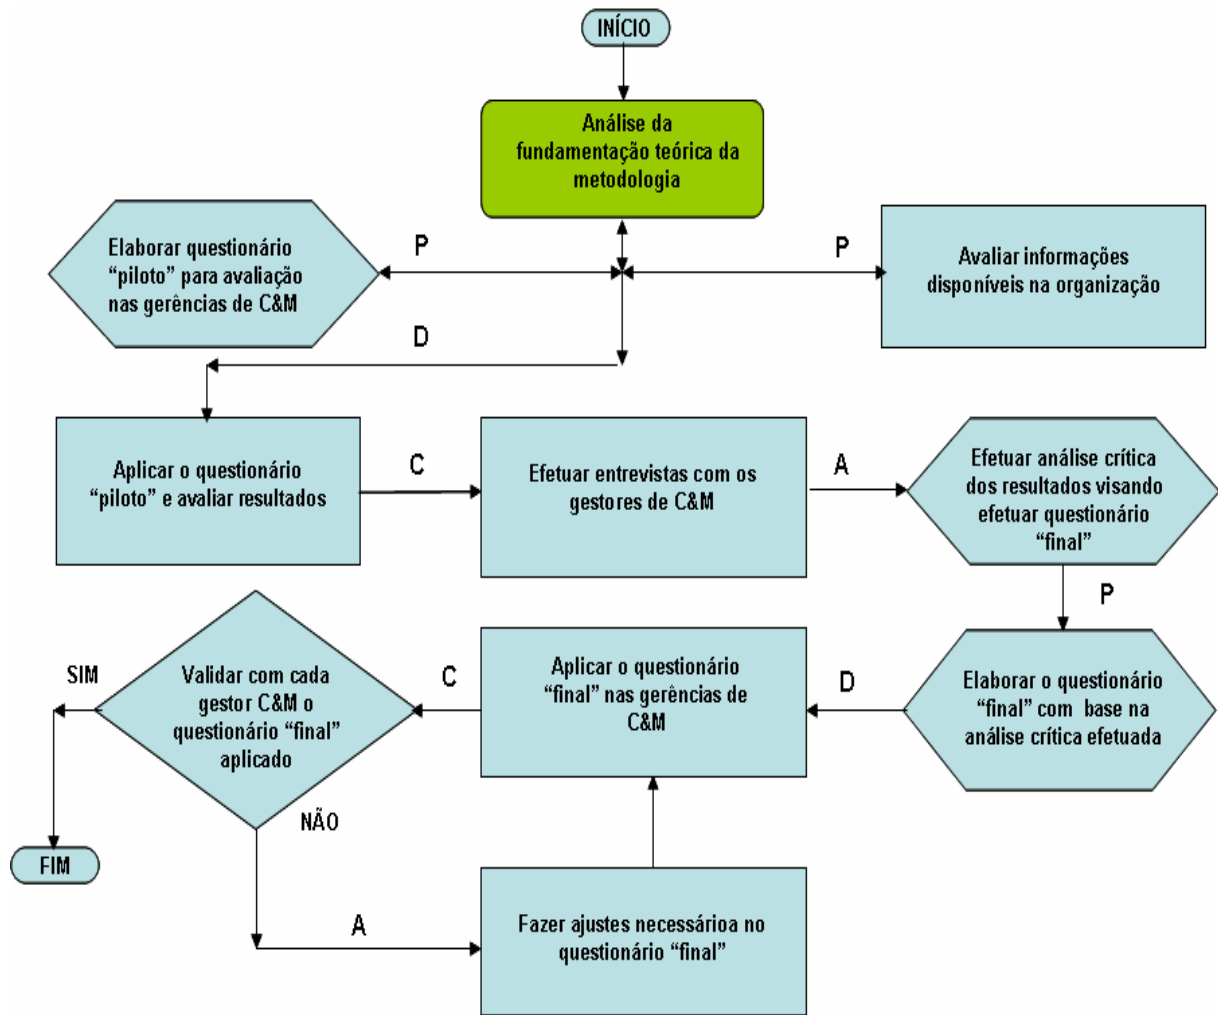 INÍCIO
Análise da
fundamentação teórica da
metodologia
Elaborar questionário
“piloto” para avaliação
nas gerências de C&M
P
P
Avaliar informações
disponíveis na organização
D
Aplicar o questionário
“piloto” e avaliar resultados
C
Efetuar entrevistas com os
gestores de C&M
A
Efetuar análise crítica
dos resultados visando
efetuar questionário
“final”
P
Elaborar o questionário
“final” com base na
análise crítica efetuada
D
Aplicar o questionário
“final” nas gerências de
C&M
C
Validar com cada
gestor C&M o
questionário “final”
aplicado
SIM
FIM
NÃO
A
Fazer ajustes necessárioa no
questionário “final”